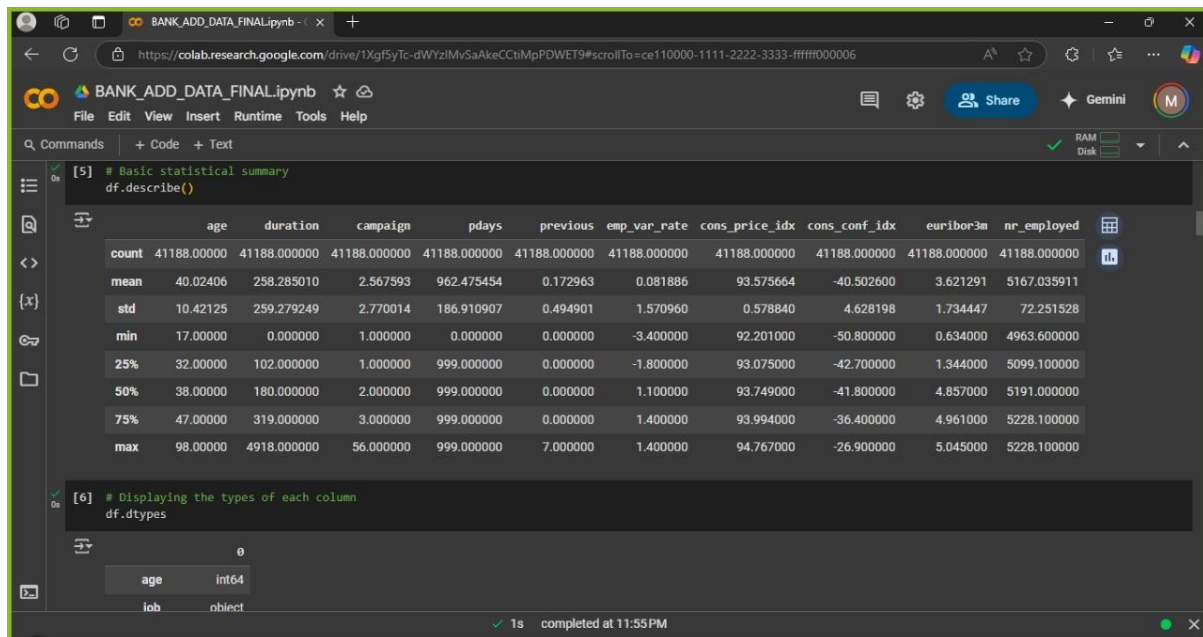 BANK_ADD_DATA_FINAL.ipynb - C
https://colab.research.google.com/drive/1Xgf5yTc-dWYzIMvSaAkeCCtiMpPDWET9#scrollTo=ce110000-1111-2222-3333-ffffff000006
BANK_ADD_DATA_FINAL.ipynb
Share
Gemini
M
File Edit View Insert Runtime Tools Help
Commands + Code + Text
RAM
Disk
[5] # Basic statistical summary
0s df.describe()
age duration campaign pdays previous emp_var_rate cons_price_idx cons_conf_idx euribor3m nr_employed
count 41188.00000 41188.000000 41188.000000 41188.000000 41188.000000 41188.000000 41188.000000 41188.000000 41188.000000 41188.000000
mean 40.02406 258.285010 2.567593 962.475454 0.172963 0.081886 93.575664 -40.502600 3.621291 5167.035911
std 10.42125 259.279249 2.770014 186.910907 0.494901 1.570960 0.578840 4.628198 1.734447 72.251528
min 17.00000 0.000000 1.000000 0.000000 0.000000 -3.400000 92.201000 -50.800000 0.634000 4963.600000
25% 32.00000 102.000000 1.000000 999.000000 0.000000 -1.800000 93.075000 -42.700000 1.344000 5099.100000
50% 38.00000 180.000000 2.000000 999.000000 0.000000 1.100000 93.749000 -41.800000 4.857000 5191.000000
75% 47.00000 319.000000 3.000000 999.000000 0.000000 1.400000 93.994000 -36.400000 4.961000 5228.100000
max 98.00000 4918.000000 56.000000 999.000000 7.000000 1.400000 94.767000 -26.900000 5.045000 5228.100000
[6] # Displaying the types of each column
0s df.dtypes
0
age int64
job object
1s completed at 11:55 PM